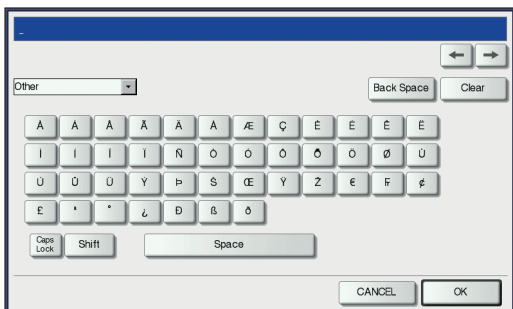 _
← →
Other Back Space Clear
À Á Â Ã Ä Å Æ Ç È É Ê Ë
Ì Í Î Ï Ñ Ò Ó Ô Õ Ö Ø Ù
Ú Û Ü Ý Þ Š Œ Ÿ Ž € ₣ ¢
£ ª º ¿ Ð ß ð
Caps Lock Shift Space
CANCEL OK